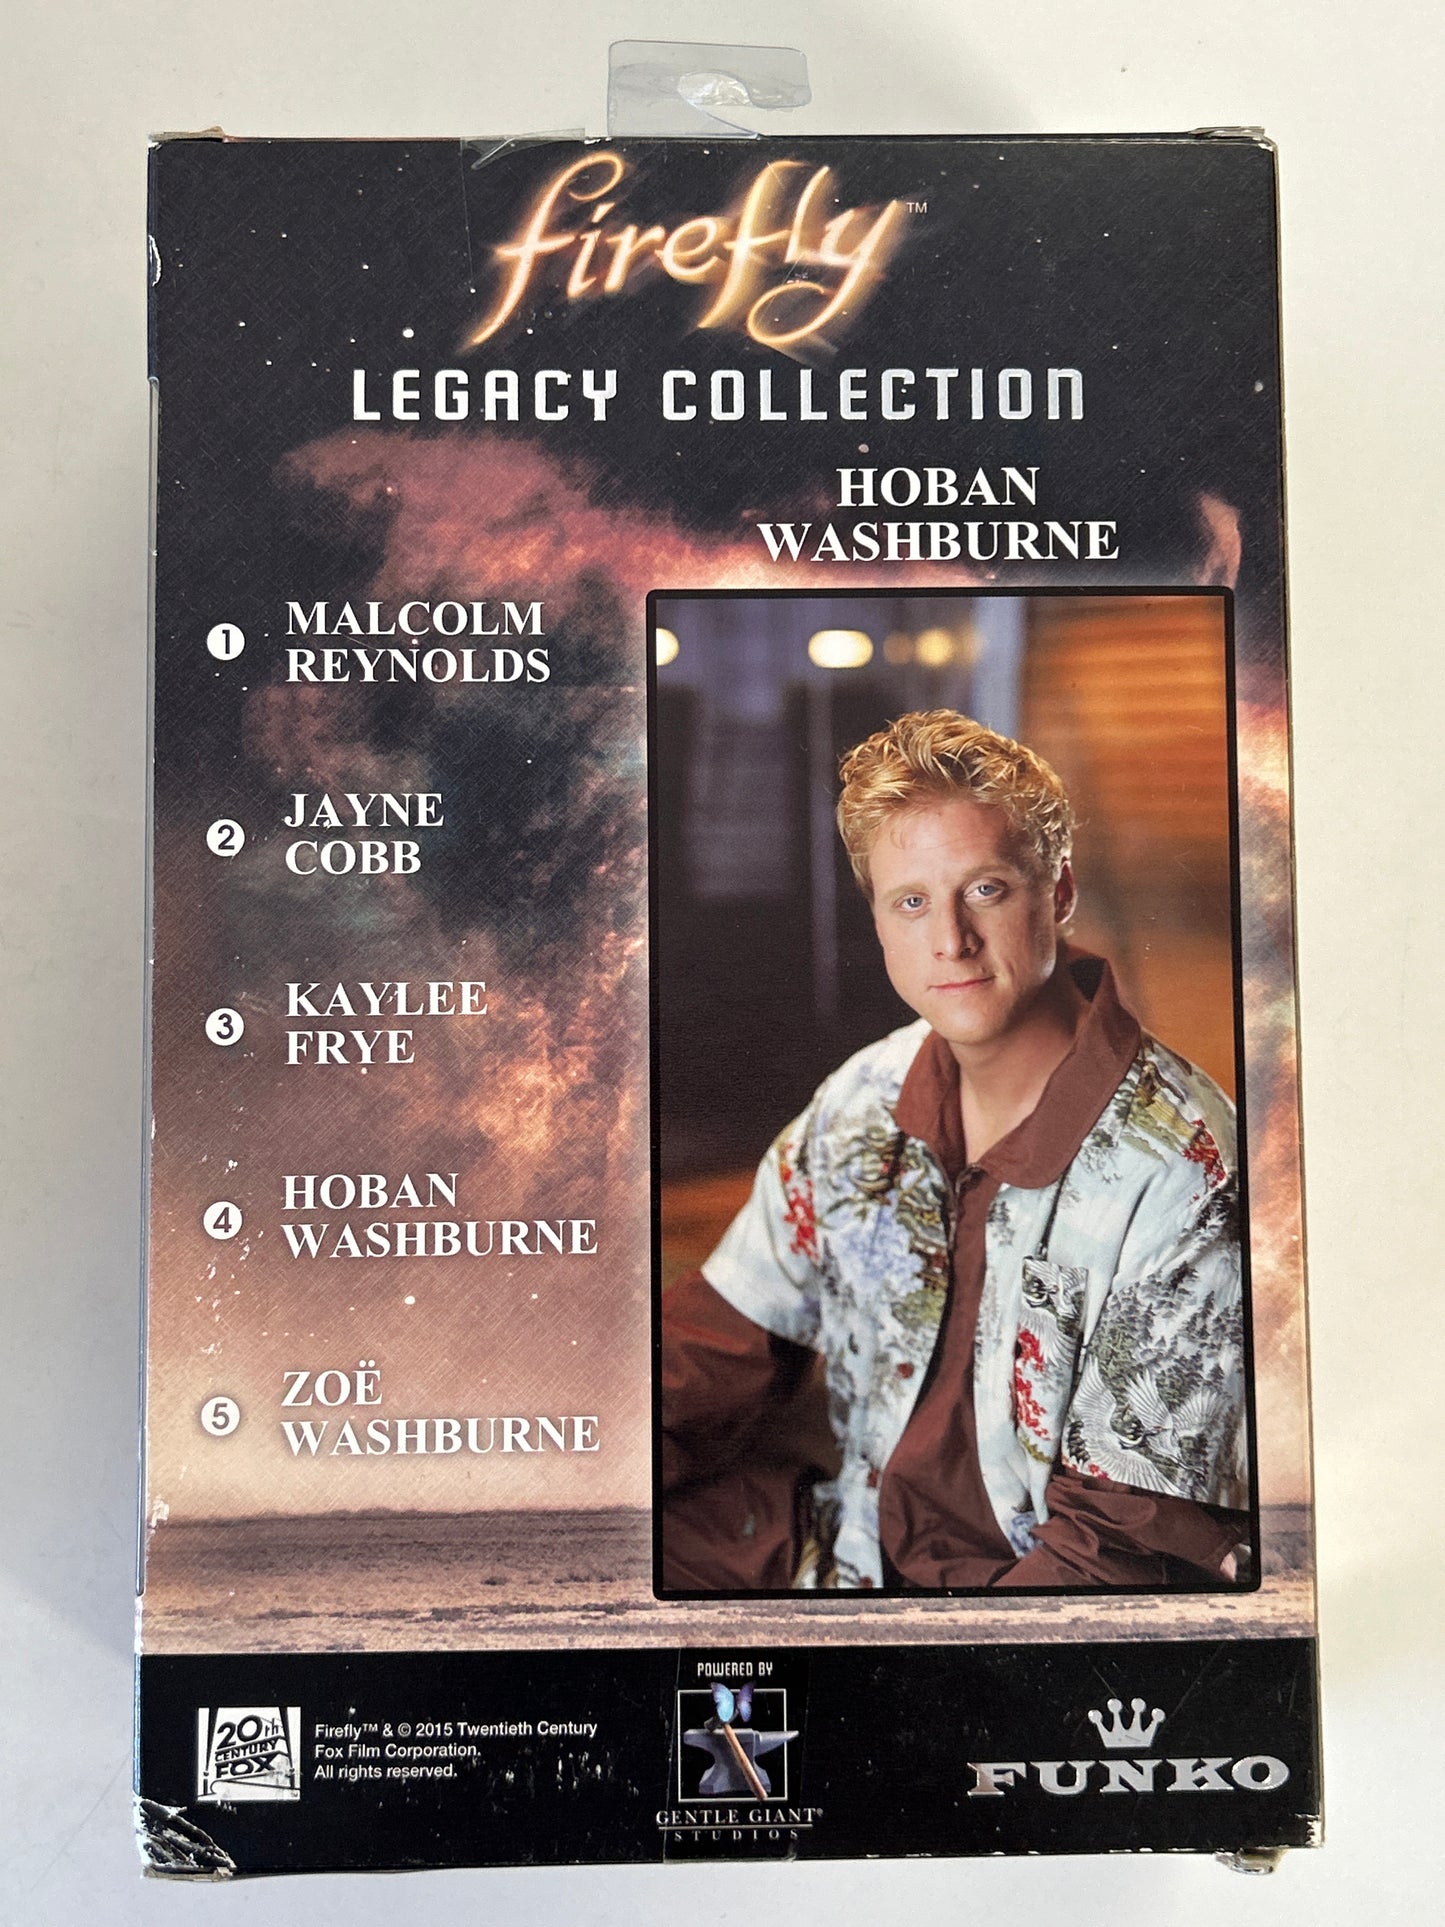 firefly™
LEGACY COLLECTION
HOBAN
WASHBURNE
1 MALCOLM
REYNOLDS
2 JAYNE
COBB
3 KAYLEE
FRYE
4 HOBAN
WASHBURNE
5 ZOË
WASHBURNE
20th
CENTURY
FOX
Firefly™ & © 2015 Twentieth Century
Fox Film Corporation.
All rights reserved.
POWERED BY
GENTLE GIANT®
STUDIOS
FUNKO